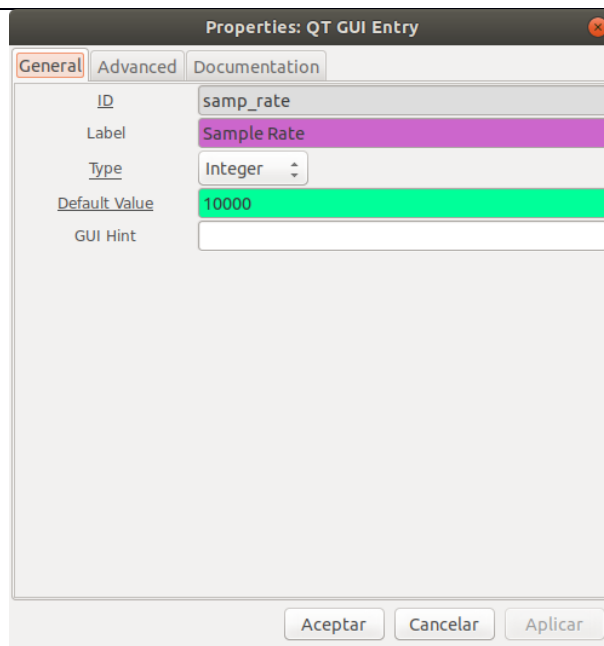 Properties: QT GUI Entry
General Advanced Documentation
ID samp_rate
Label Sample Rate
Type Integer
Default Value 10000
GUI Hint
Aceptar Cancelar Aplicar